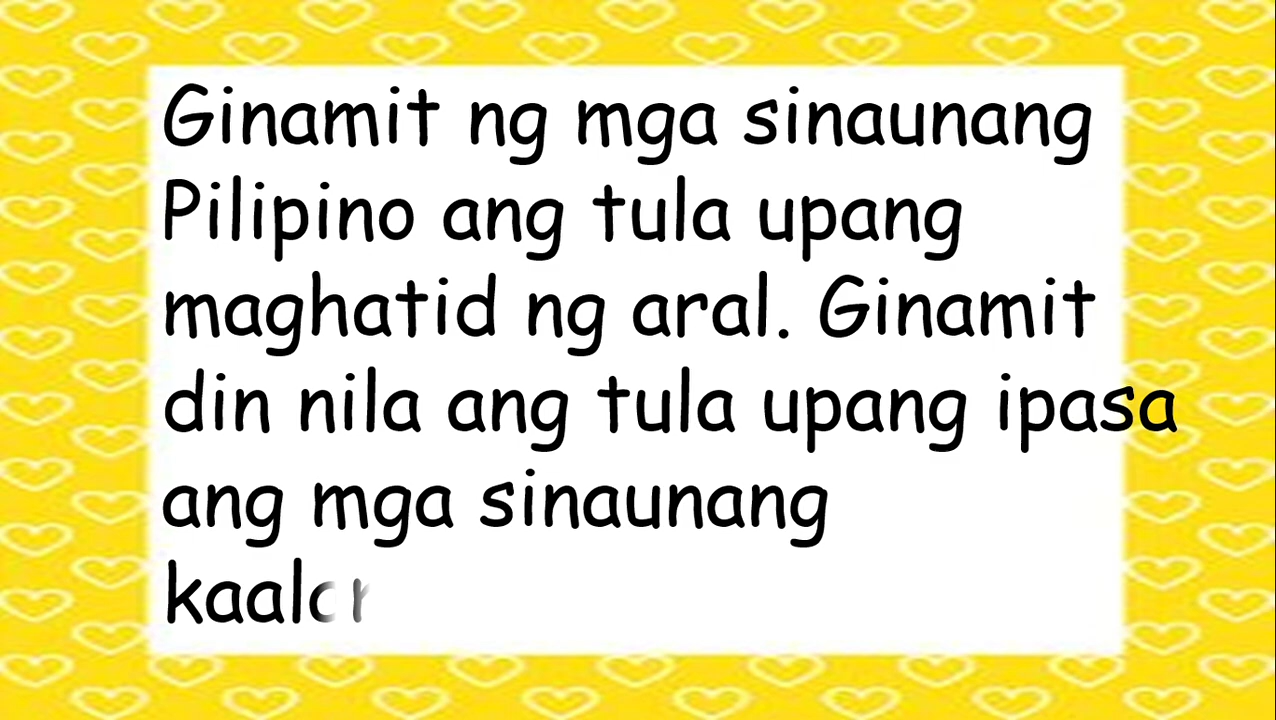 Ginamit ng mga sinaunang
Pilipino ang tula upang
maghatid ng aral. Ginamit
din nila ang tula upang ipasa
ang mga sinaunang